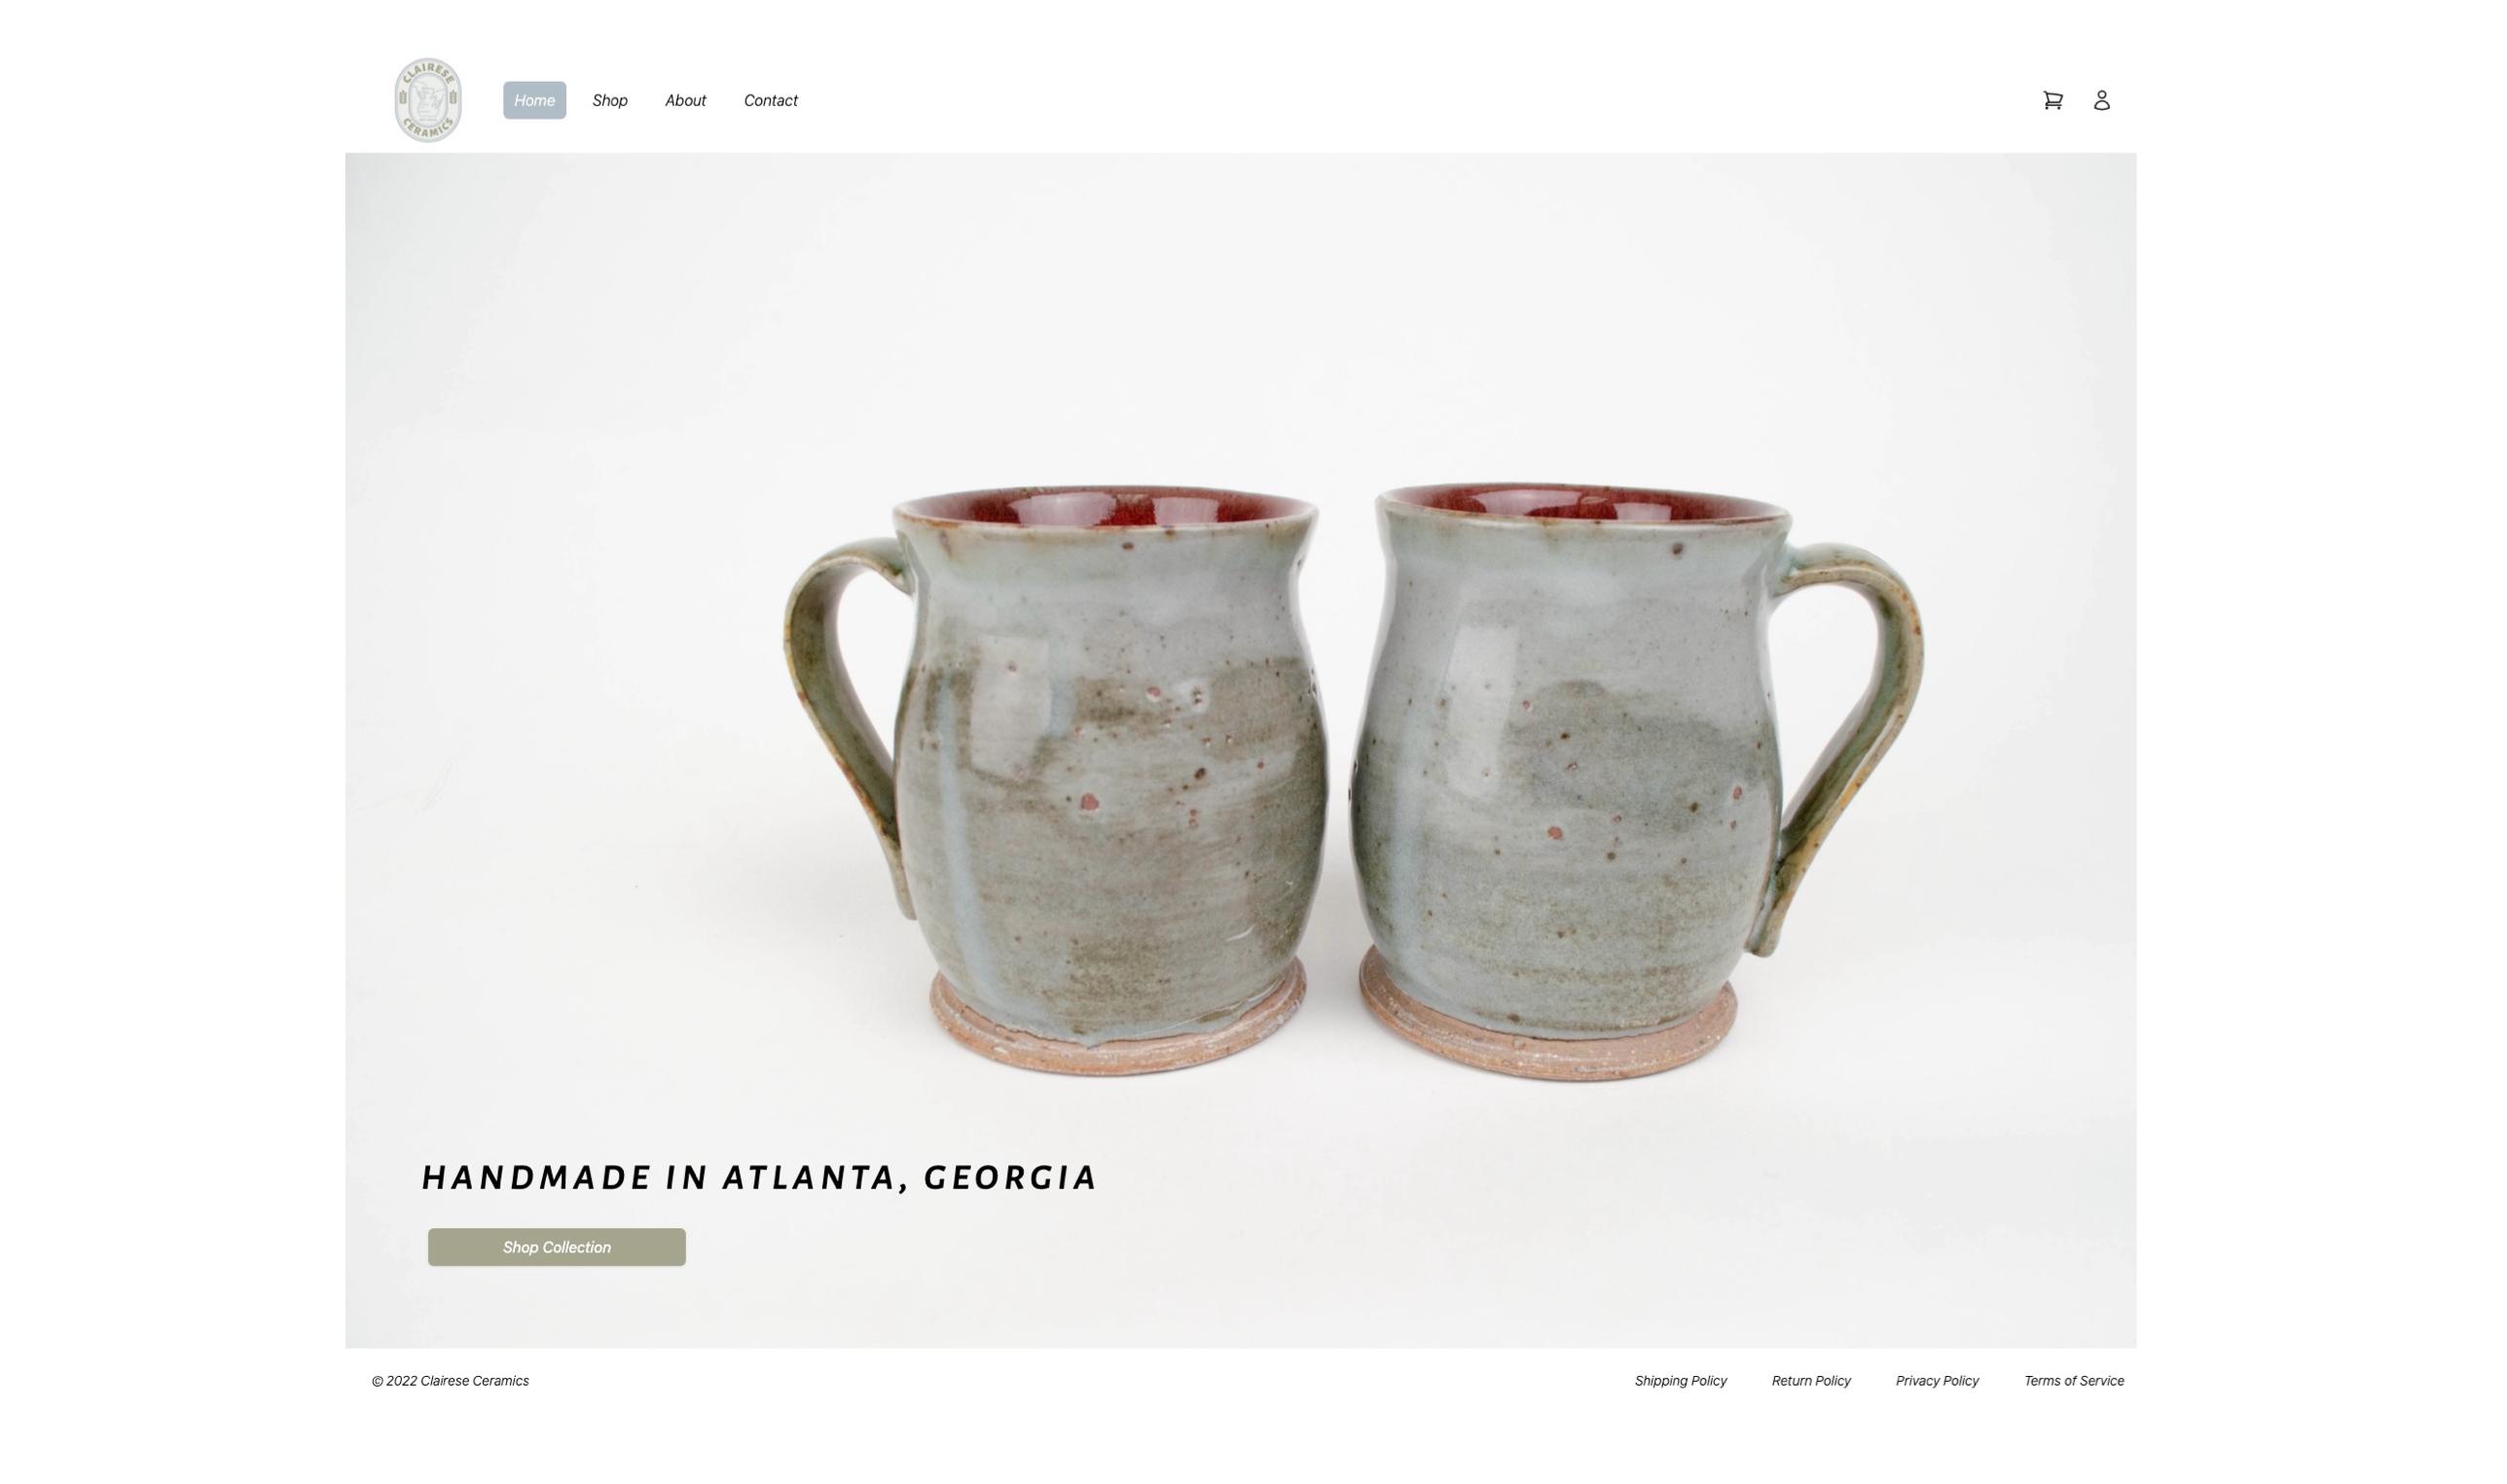 CLAIRESE
CERAMICS
Home Shop About Contact
HANDMADE IN ATLANTA, GEORGIA
Shop Collection
© 2022 Clairese Ceramics Shipping Policy Return Policy Privacy Policy Terms of Service